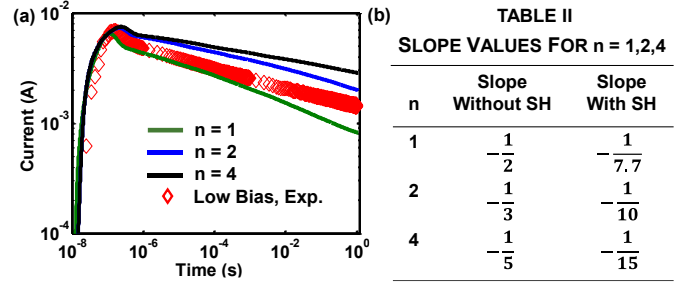 (a)
10⁻²
10⁻³
10⁻⁴
Current (A)
n = 1
n = 2
n = 4
Low Bias, Exp.
10⁻⁸ 10⁻⁶ 10⁻⁴ 10⁻² 10⁰
Time (s)
(b)
TABLE II
SLOPE VALUES FOR n = 1,2,4
n Slope Without SH Slope With SH
1 -1/2 -1/7.7
2 -1/3 -1/10
4 -1/5 -1/15